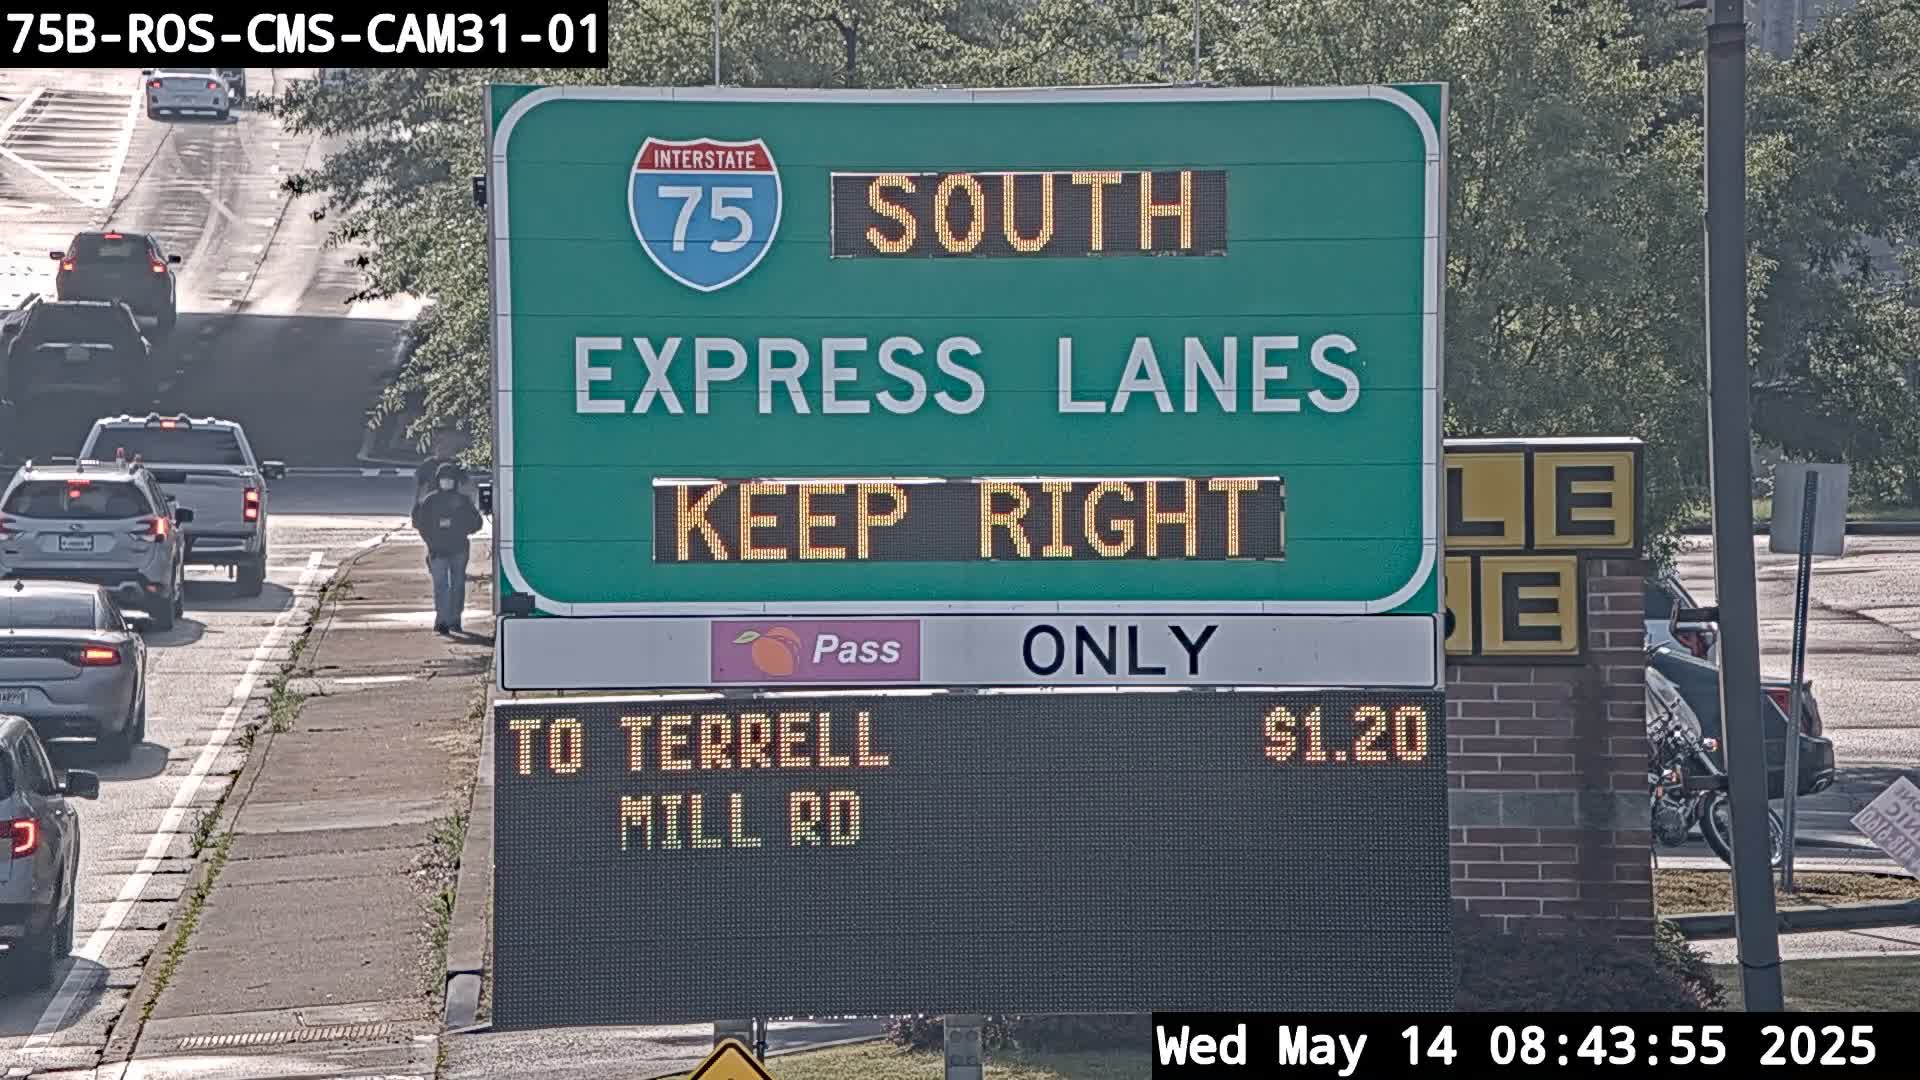 75B-ROS-CMS-CAM31-01
INTERSTATE
75
SOUTH
EXPRESS LANES
KEEP RIGHT
Pass
ONLY
TO TERRELL $1.20
MILL RD
LE
E
Wed May 14 08:43:55 2025